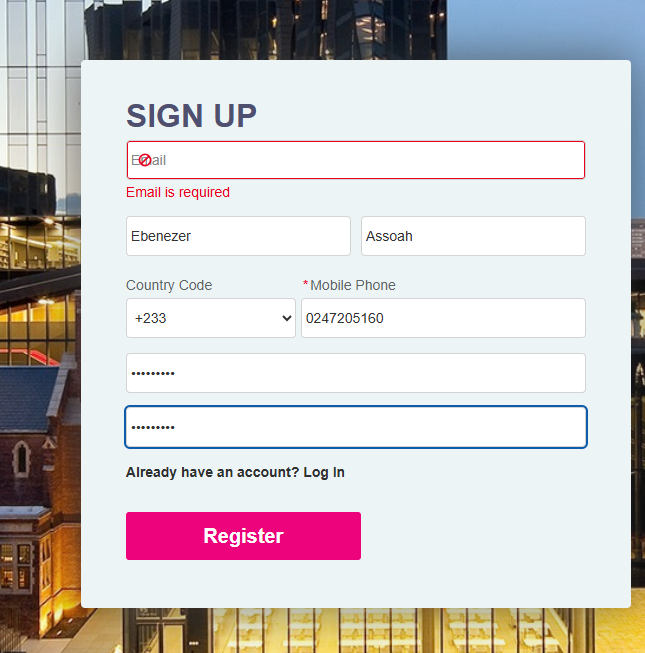 SIGN UP
Email
Email is required
Ebenezer Assoah
Country Code *Mobile Phone
+233 0247205160
•••••••••
•••••••••
Already have an account? Log In
Register